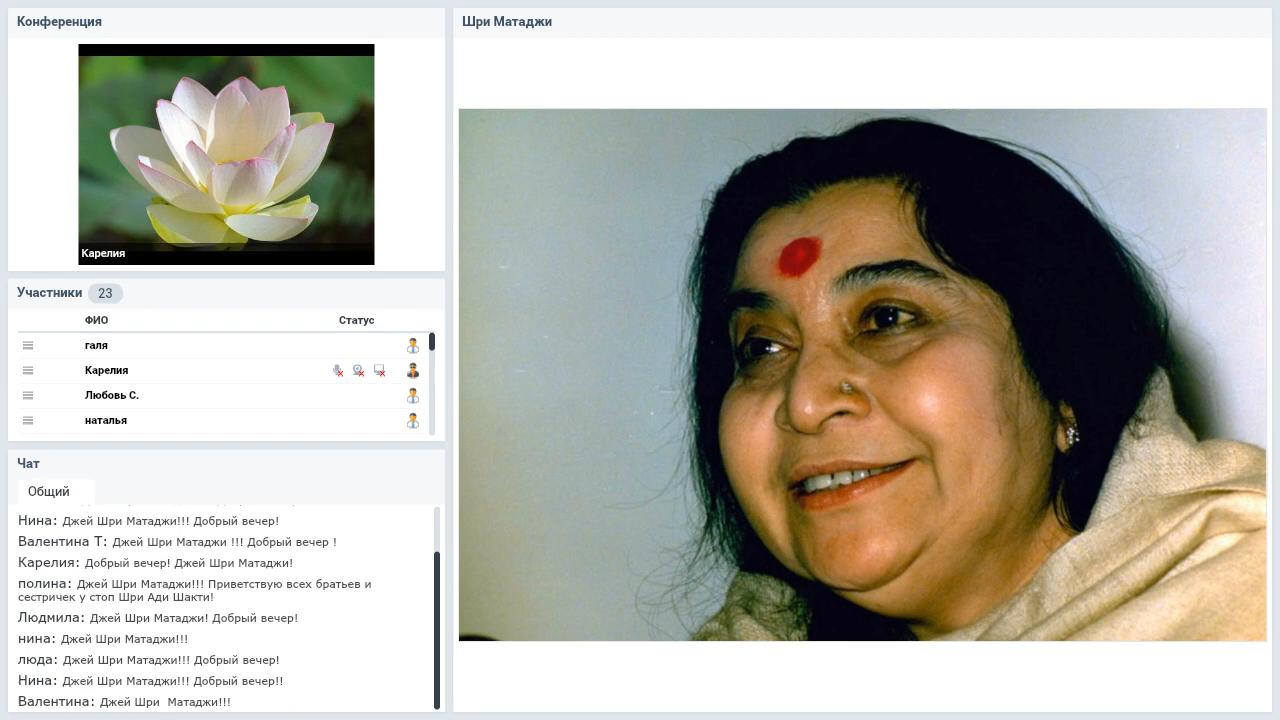 Конференция
Карелия
Участники 23
ФИО Статус
галя
Карелия
Любовь С.
наталья
Чат
Общий
Нина: Джей Шри Матаджи!!! Добрый вечер!
Валентина Т: Джей Шри Матаджи !!! Добрый вечер !
Карелия: Добрый вечер! Джей Шри Матаджи!
полина: Джей Шри Матаджи!!! Приветствую всех братьев и
сестричек у стоп Шри Ади Шакти!
Людмила: Джей Шри Матаджи! Добрый вечер!
нина: Джей Шри Матаджи!!!
люда: Джей Шри Матаджи!!! Добрый вечер!
Нина: Джей Шри Матаджи!!! Добрый вечер!!
Валентина: Джей Шри  Матаджи!!!
Шри Матаджи